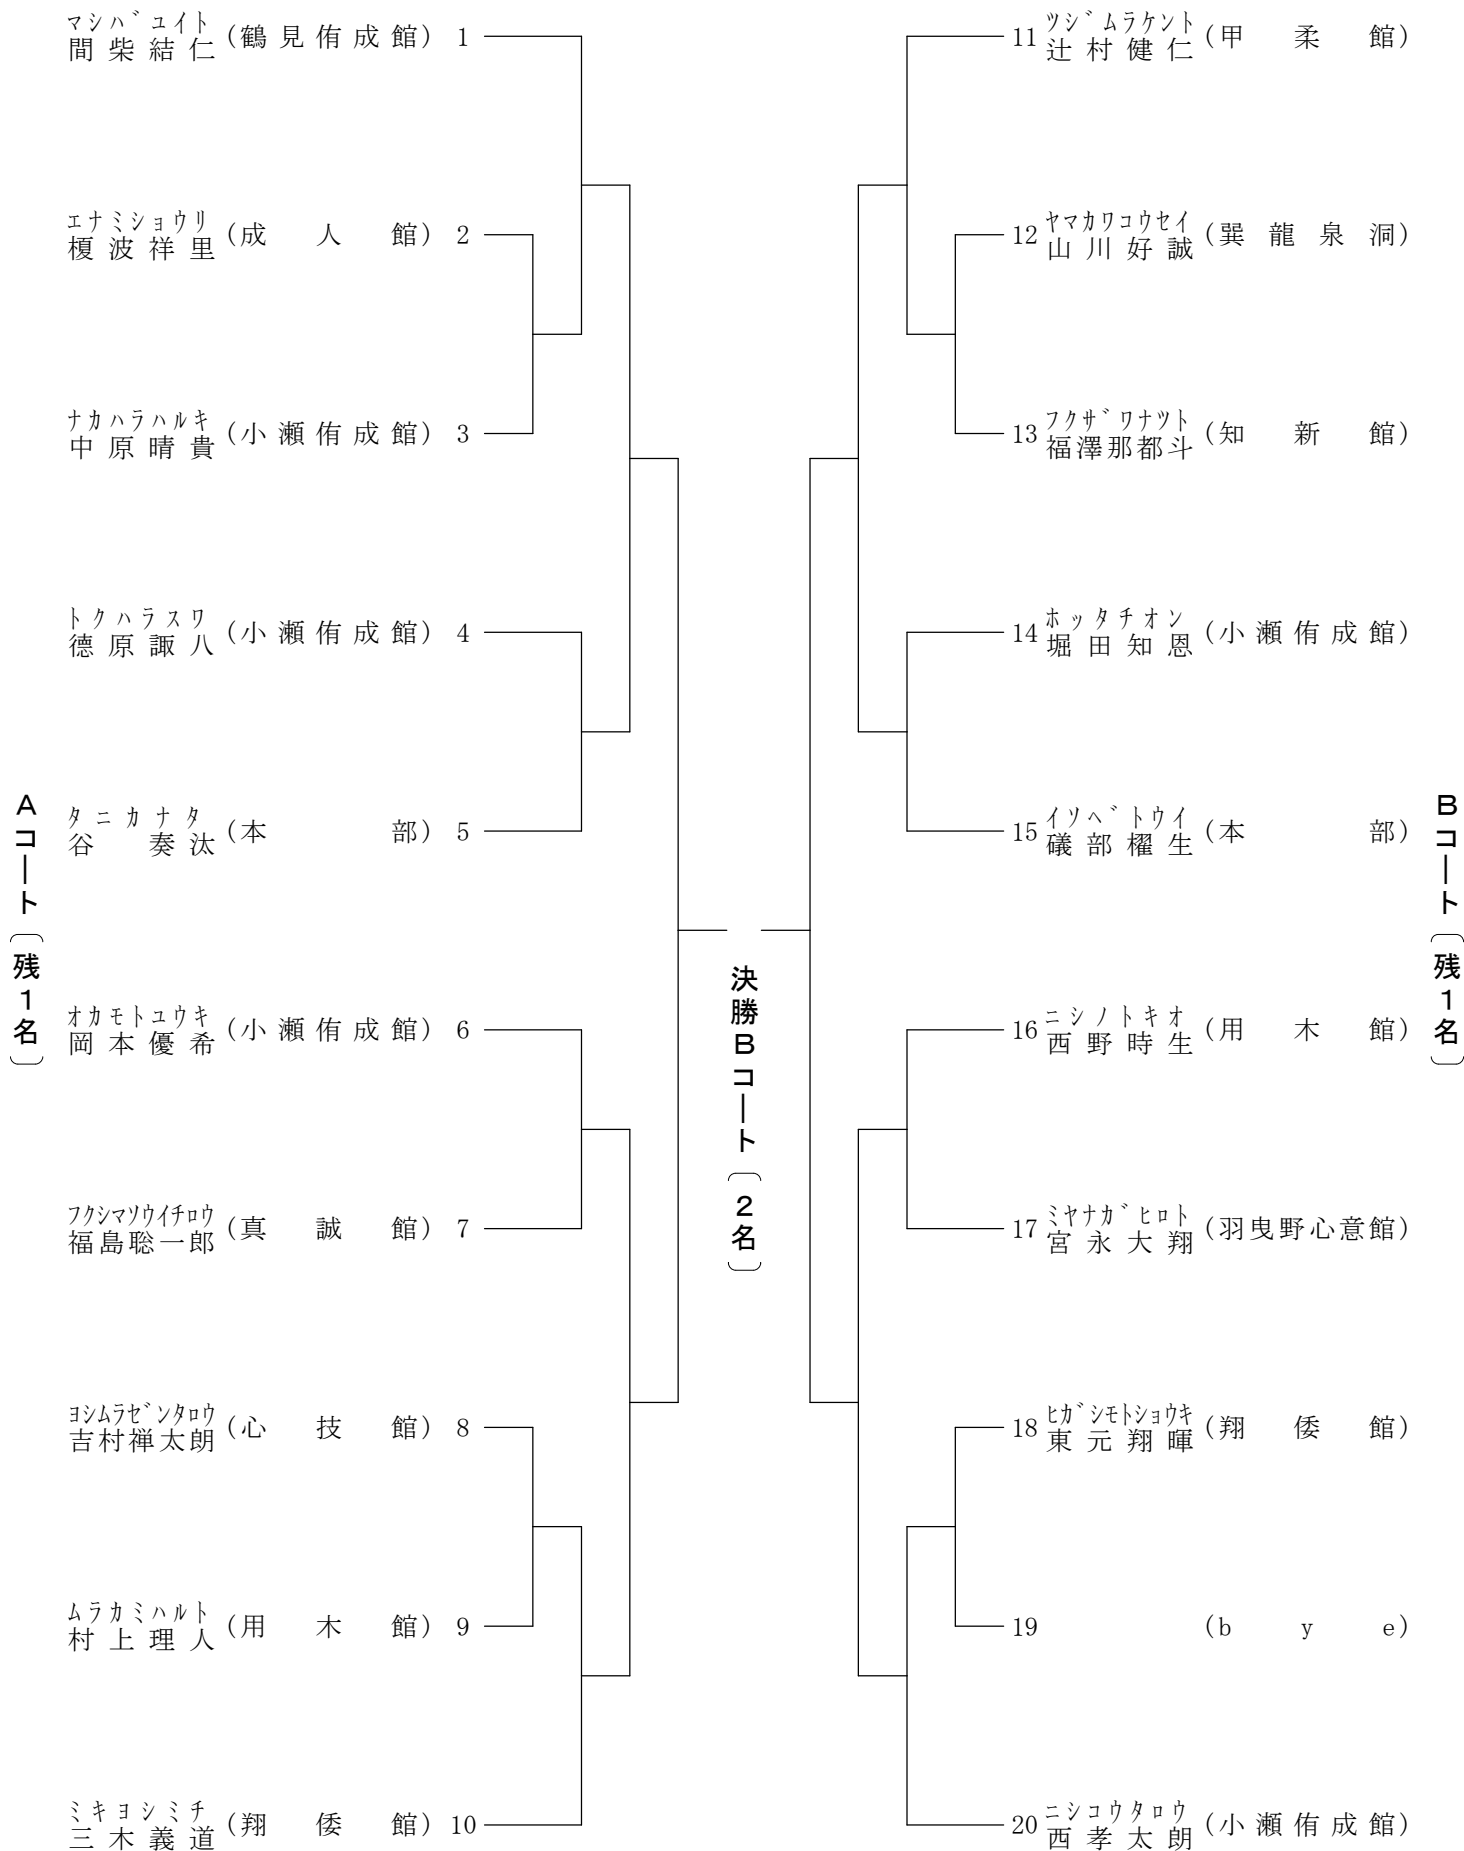 Aコート〔残1名〕
マシバユイト
間柴結仁 (鶴見侑成館) 1
エナミショウリ
榎波祥里 (成人館) 2
ナカハラハルキ
中原晴貴 (小瀬侑成館) 3
トクハラスワ
德原諏八 (小瀬侑成館) 4
タニカナタ
谷奏汰 (本部) 5
オカモトユウキ
岡本優希 (小瀬侑成館) 6
フクシマソウイチロウ
福島聡一郎 (真誠館) 7
ヨシムラゼンタロウ
吉村禅太朗 (心技館) 8
ムラカミハルト
村上理人 (用木館) 9
ミキヨシミチ
三木義道 (翔倭館) 10
決勝Bコート〔2名〕
ツジムラケント
11 辻村健仁 (甲柔館)
ヤマカワコウセイ
12 山川好誠 (巽龍泉洞)
フクザワナツト
13 福澤那都斗 (知新館)
ホッタチオン
14 堀田知恩 (小瀬侑成館)
イソベトウイ
15 礒部櫂生 (本部)
ニシノトキオ
16 西野時生 (用木館)
ミヤナガヒロト
17 宮永大翔 (羽曳野心意館)
ヒガシモトショウキ
18 東元翔暉 (翔倭館)
19 (bye)
ニシコウタロウ
20 西孝太朗 (小瀬侑成館)
Bコート〔残1名〕